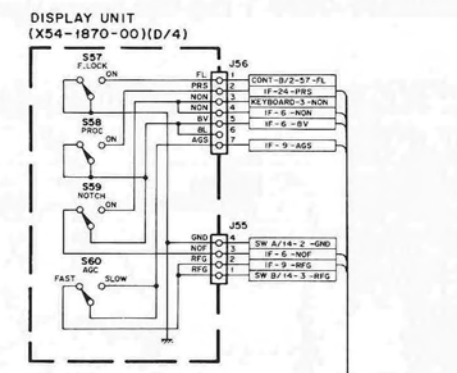 DISPLAY UNIT
(X54-1870-00)(D/4)
S57
F.LOCK
ON
S58
PROC
ON
S59
NOTCH
ON
S60
AGC
FAST SLOW
J56
FL 1 CONT-8/2-57-FL
PRS 2 IF-24-PRS
NON 3 KEYBOARD-3-NON
NON 4 IF-6-NON
8V 5 IF-6-8V
BL 6
AGS 7 IF-9-AGS
J55
GND 4 SW A/14-2-GND
NOF 3 IF-6-NOF
RFG 2 IF-9-RFG
RFG 1 SW B/14-3-RFG